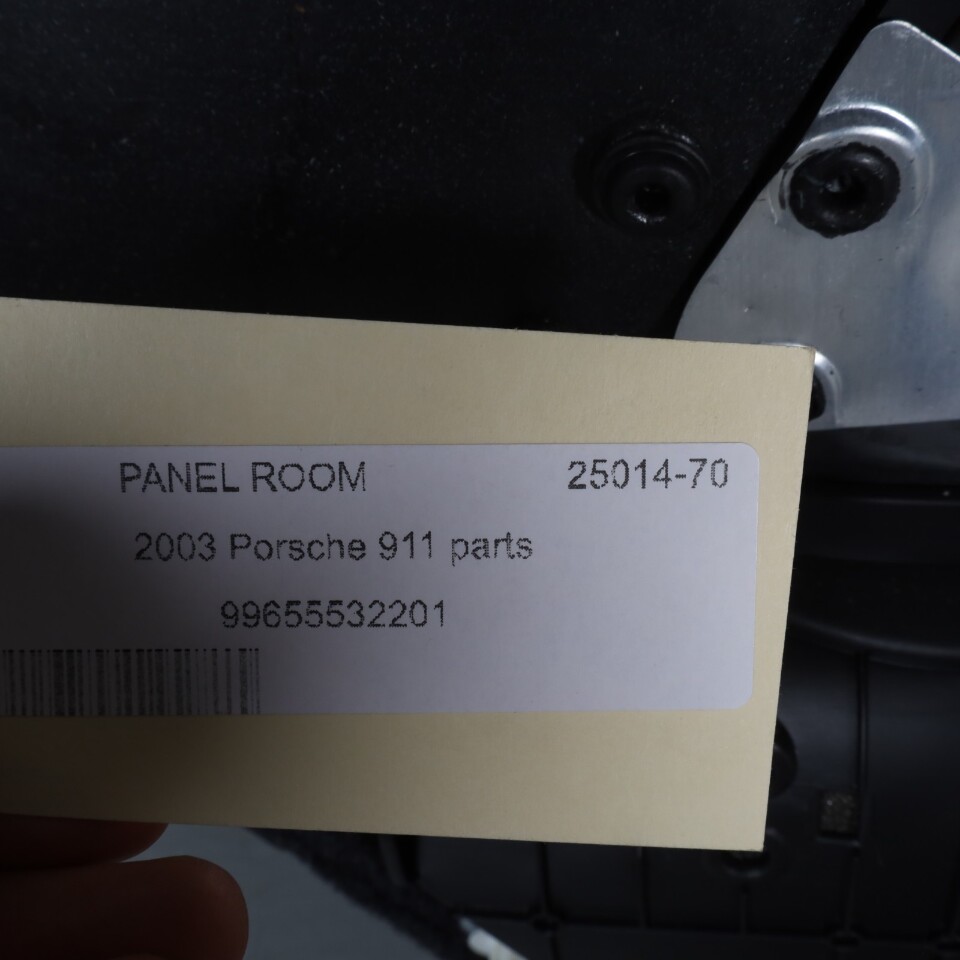 PANEL ROOM 25014-70
2003 Porsche 911 parts
99655532201